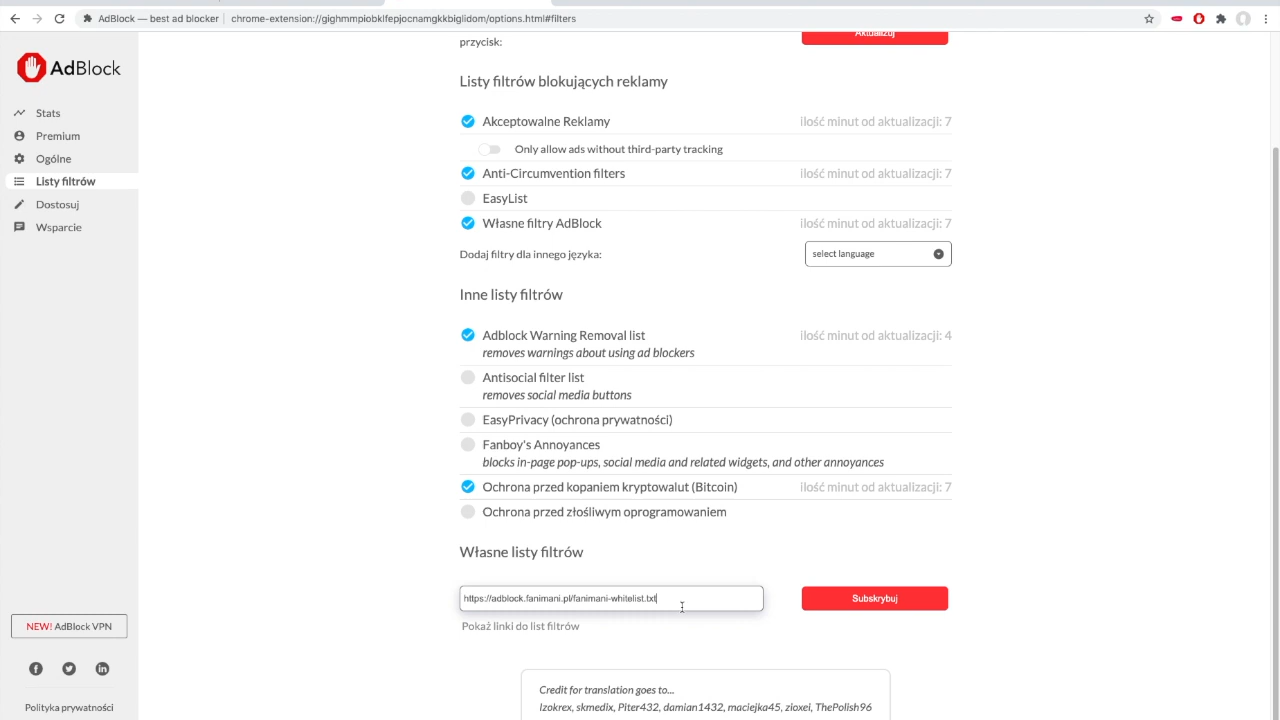 AdBlock — best ad blocker | chrome-extension://gighmmpiobklfepjocnamgkkbiglidom/options.html#filters
AdBlock
Stats
Premium
Ogólne
Listy filtrów
Dostosuj
Wsparcie
przycisk:
Aktualizuj
Listy filtrów blokujących reklamy
Akceptowalne Reklamy ilość minut od aktualizacji: 7
Only allow ads without third-party tracking
Anti-Circumvention filters ilość minut od aktualizacji: 7
EasyList
Własne filtry AdBlock ilość minut od aktualizacji: 7
Dodaj filtry dla innego języka: select language
Inne listy filtrów
Adblock Warning Removal list ilość minut od aktualizacji: 4
removes warnings about using ad blockers
Antisocial filter list
removes social media buttons
EasyPrivacy (ochrona prywatności)
Fanboy's Annoyances
blocks in-page pop-ups, social media and related widgets, and other annoyances
Ochrona przed kopaniem kryptowalut (Bitcoin) ilość minut od aktualizacji: 7
Ochrona przed złośliwym oprogramowaniem
Własne listy filtrów
https://adblock.fanimani.pl/fanimani-whitelist.txt Subskrybuj
Pokaż linki do list filtrów
NEW! AdBlock VPN
Polityka prywatności
Credit for translation goes to...
Izokrex, skmedix, Piter432, damian1432, maciejka45, zioxei, ThePolish96